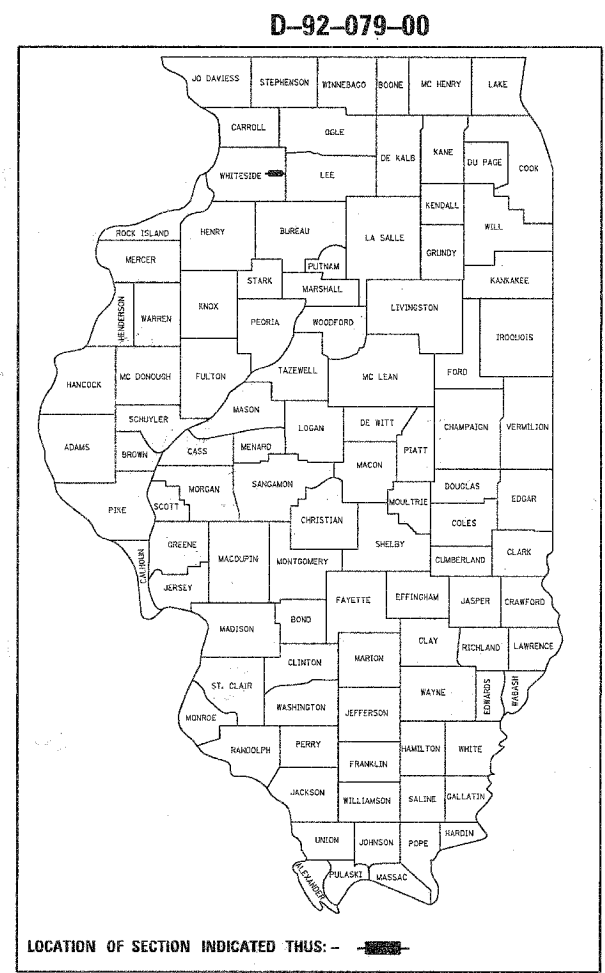 D-92-079-00
JO DAVIESS STEPHENSON WINNEBAGO BOONE MC HENRY LAKE
CARROLL OGLE
DE KALB KANE DU PAGE COOK
WHITESIDE LEE
KENDALL
WILL
ROCK ISLAND HENRY BUREAU LA SALLE GRUNDY
MERCER PUTNAM KANKAKEE
STARK MARSHALL
HENDERSON WARREN KNOX PEORIA WOODFORD LIVINGSTON IROQUOIS
HANCOCK MC DONOUGH FULTON TAZEWELL MC LEAN FORD
SCHUYLER MASON LOGAN DE WITT CHAMPAIGN VERMILION
ADAMS BROWN CASS MENARD PIATT
MACON
PIKE SCOTT MORGAN SANGAMON CHRISTIAN MOULTRIE DOUGLAS EDGAR
COLES
CALHOUN GREENE MACOUPIN MONTGOMERY SHELBY CUMBERLAND CLARK
JERSEY FAYETTE EFFINGHAM JASPER CRAWFORD
MADISON BOND
CLINTON MARION CLAY RICHLAND LAWRENCE
ST. CLAIR WASHINGTON WAYNE EDWARDS WABASH
MONROE JEFFERSON
RANDOLPH PERRY HAMILTON WHITE
FRANKLIN
JACKSON WILLIAMSON SALINE GALLATIN
UNION JOHNSON POPE HARDIN
ALEXANDER PULASKI MASSAC
LOCATION OF SECTION INDICATED THUS: -